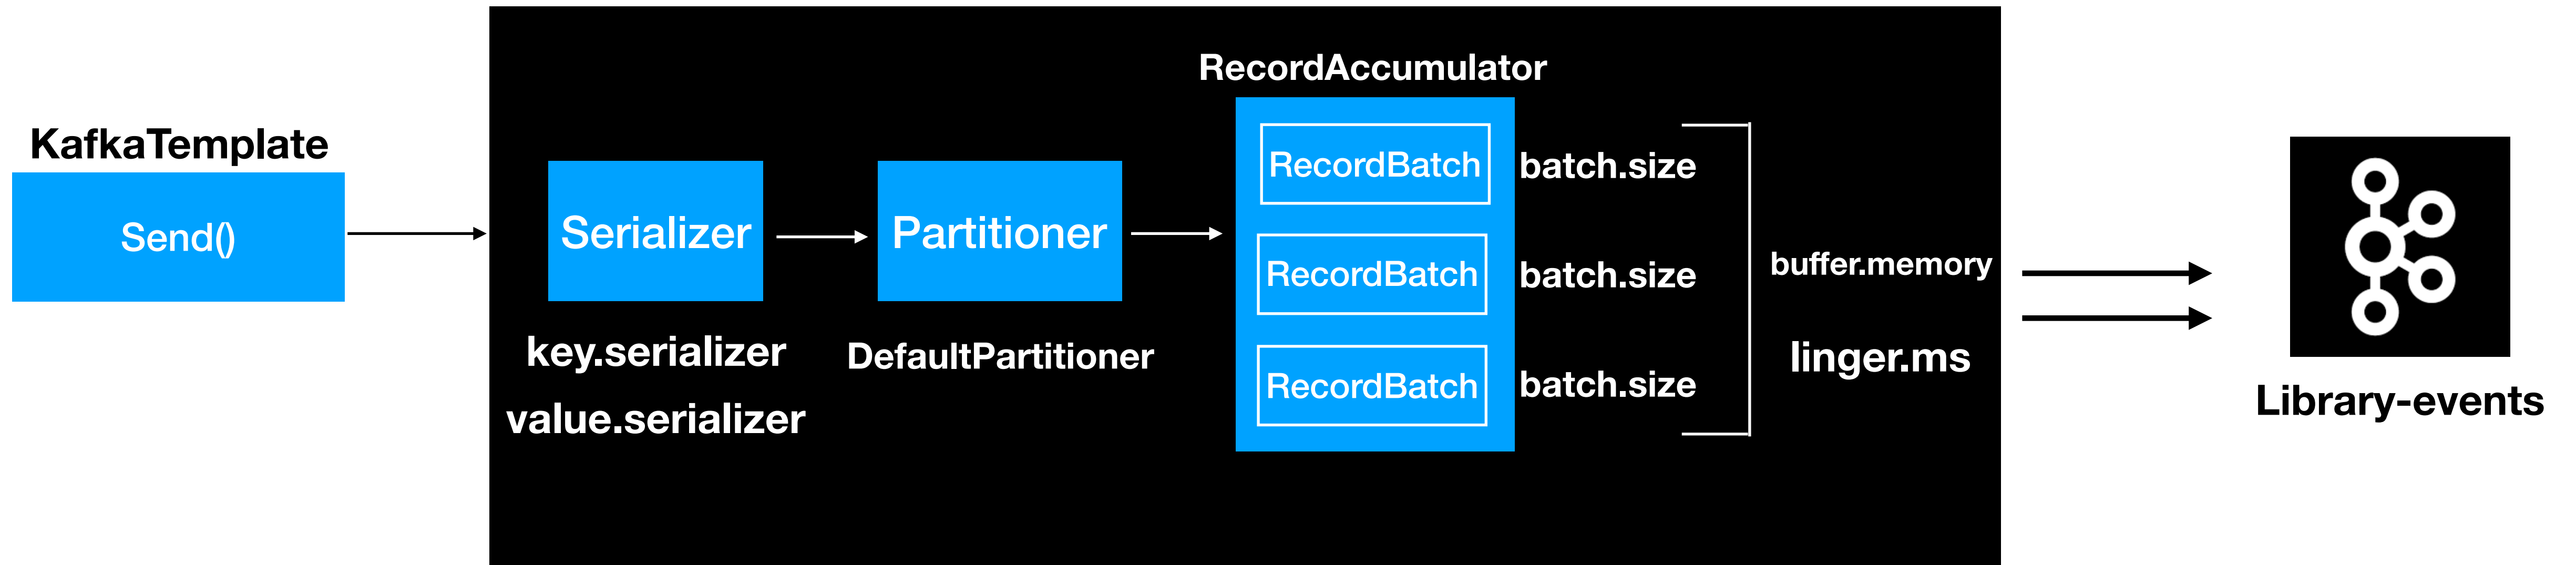 KafkaTemplate
Send()
Serializer
key.serializer
value.serializer
Partitioner
DefaultPartitioner
RecordAccumulator
RecordBatch
batch.size
RecordBatch
batch.size
RecordBatch
batch.size
buffer.memory
linger.ms
Library-events